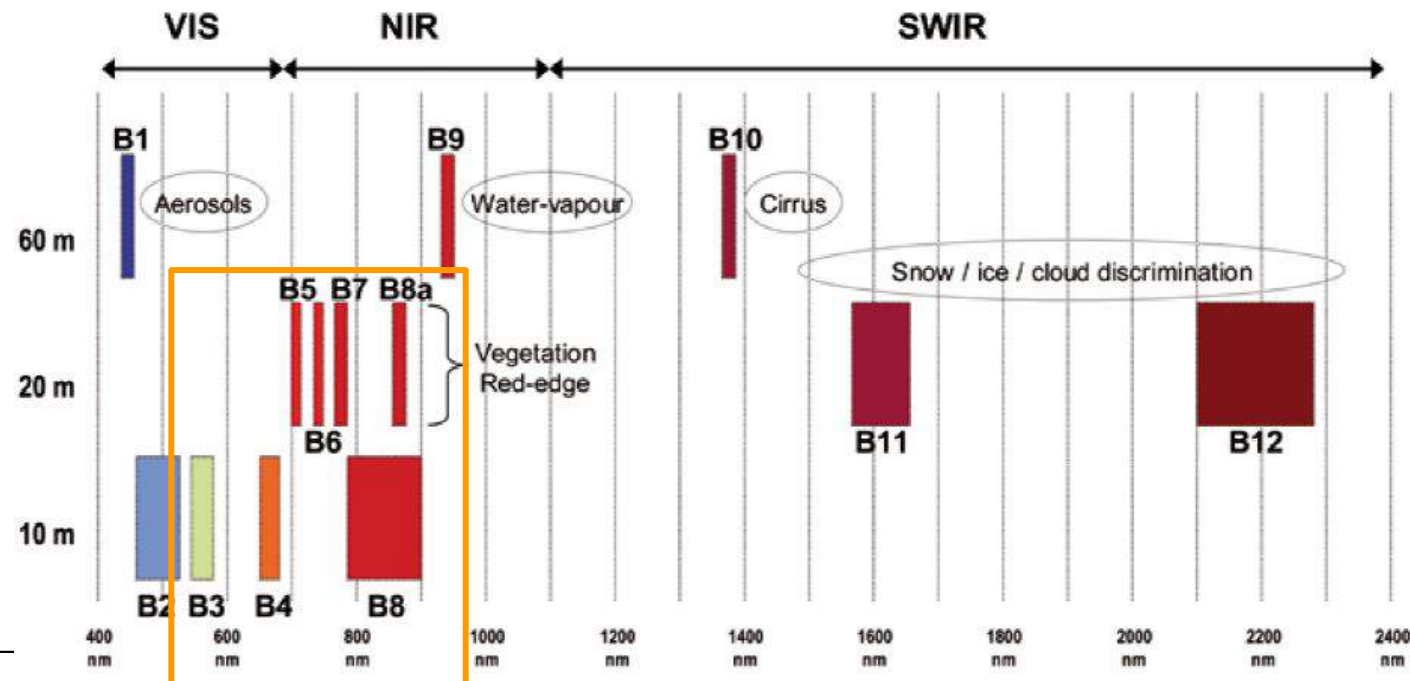 VIS NIR SWIR
B1 B9 B10
Aerosols Water-vapour Cirrus
60 m
Snow / ice / cloud discrimination
B5 B7 B8a
Vegetation
Red-edge
20 m
B6 B11 B12
10 m
B2 B3 B4 B8
400 600 800 1000 1200 1400 1600 1800 2000 2200 2400
nm nm nm nm nm nm nm nm nm nm nm